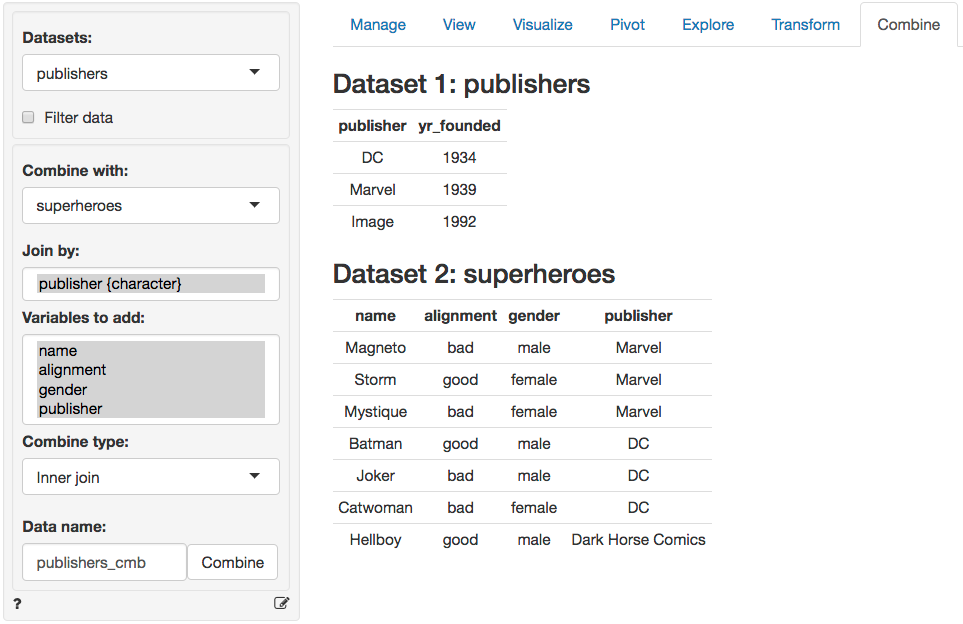 Datasets:
publishers
Filter data
Combine with:
superheroes
Join by:
publisher {character}
Variables to add:
name
alignment
gender
publisher
Combine type:
Inner join
Data name:
publishers_cmb Combine
?
Manage View Visualize Pivot Explore Transform Combine
Dataset 1: publishers
publisher yr_founded
DC 1934
Marvel 1939
Image 1992
Dataset 2: superheroes
name alignment gender publisher
Magneto bad male Marvel
Storm good female Marvel
Mystique bad female Marvel
Batman good male DC
Joker bad male DC
Catwoman bad female DC
Hellboy good male Dark Horse Comics